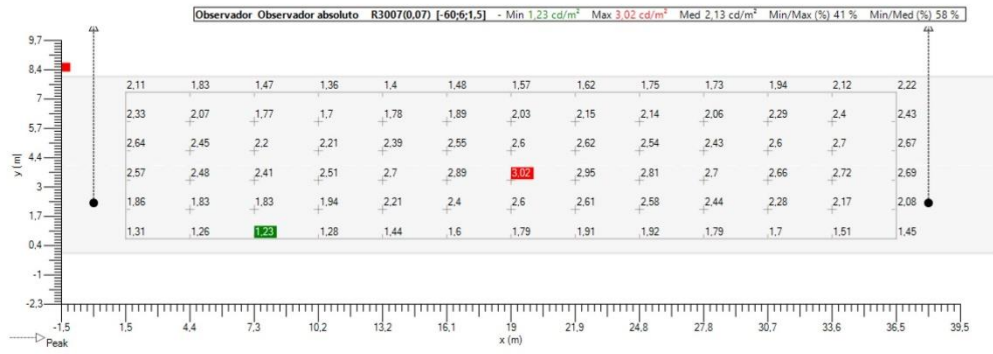 Observador Observador absoluto R3007(0,07) [-60;6;1,5] - Min 1,23 cd/m² Max 3,02 cd/m² Med 2,13 cd/m² Min/Max (%) 41 % Min/Med (%) 58 %
9,7
8,4
2,11 1,83 1,47 1,36 1,4 1,48 1,57 1,62 1,75 1,73 1,94 2,12 2,22
7
2,33 2,07 1,77 1,7 1,78 1,89 2,03 2,15 2,14 2,06 2,29 2,4 2,43
5,7
2,64 2,45 2,2 2,21 2,39 2,55 2,6 2,62 2,54 2,43 2,6 2,7 2,67
4,4
y (m)
2,57 2,48 2,41 2,51 2,7 2,89 3,02 2,95 2,81 2,7 2,66 2,72 2,69
3
1,86 1,83 1,83 1,94 2,21 2,4 2,6 2,61 2,58 2,44 2,28 2,17 2,08
1,7
1,31 1,26 1,23 1,28 1,44 1,6 1,79 1,91 1,92 1,79 1,7 1,51 1,45
0,4
-1
-2,3
-1,5 1,5 4,4 7,3 10,2 13,2 16,1 19 21,9 24,8 27,8 30,7 33,6 36,5 39,5
x (m)
Peak